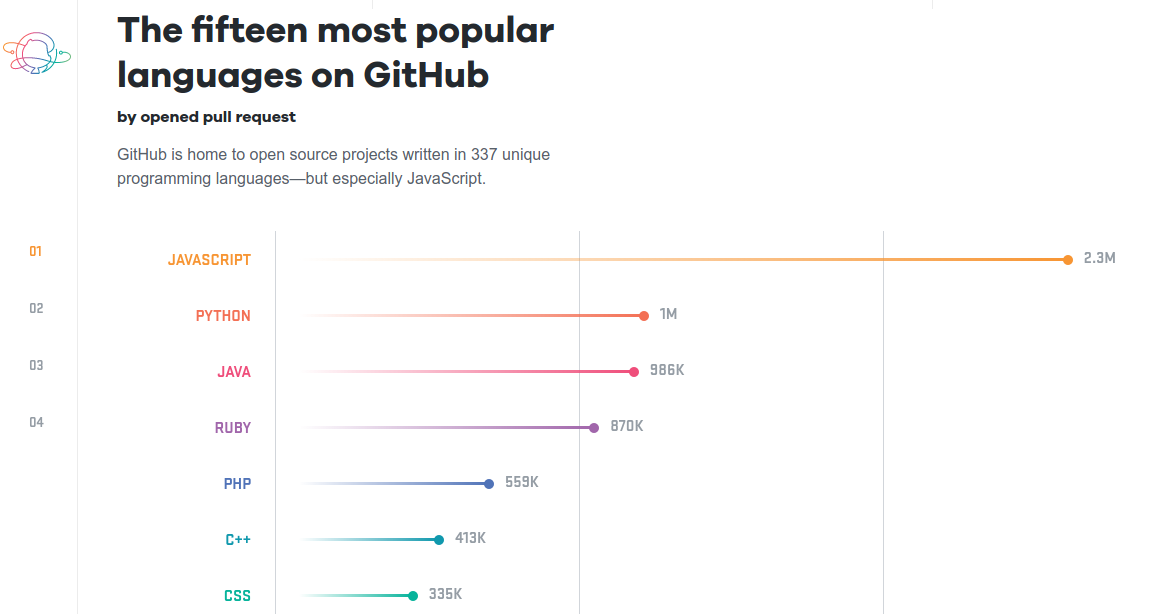 The fifteen most popular
languages on GitHub
by opened pull request
GitHub is home to open source projects written in 337 unique
programming languages—but especially JavaScript.
01
JAVASCRIPT 2.3M
02
PYTHON 1M
03
JAVA 986K
04
RUBY 870K
PHP 559K
C++ 413K
CSS 335K